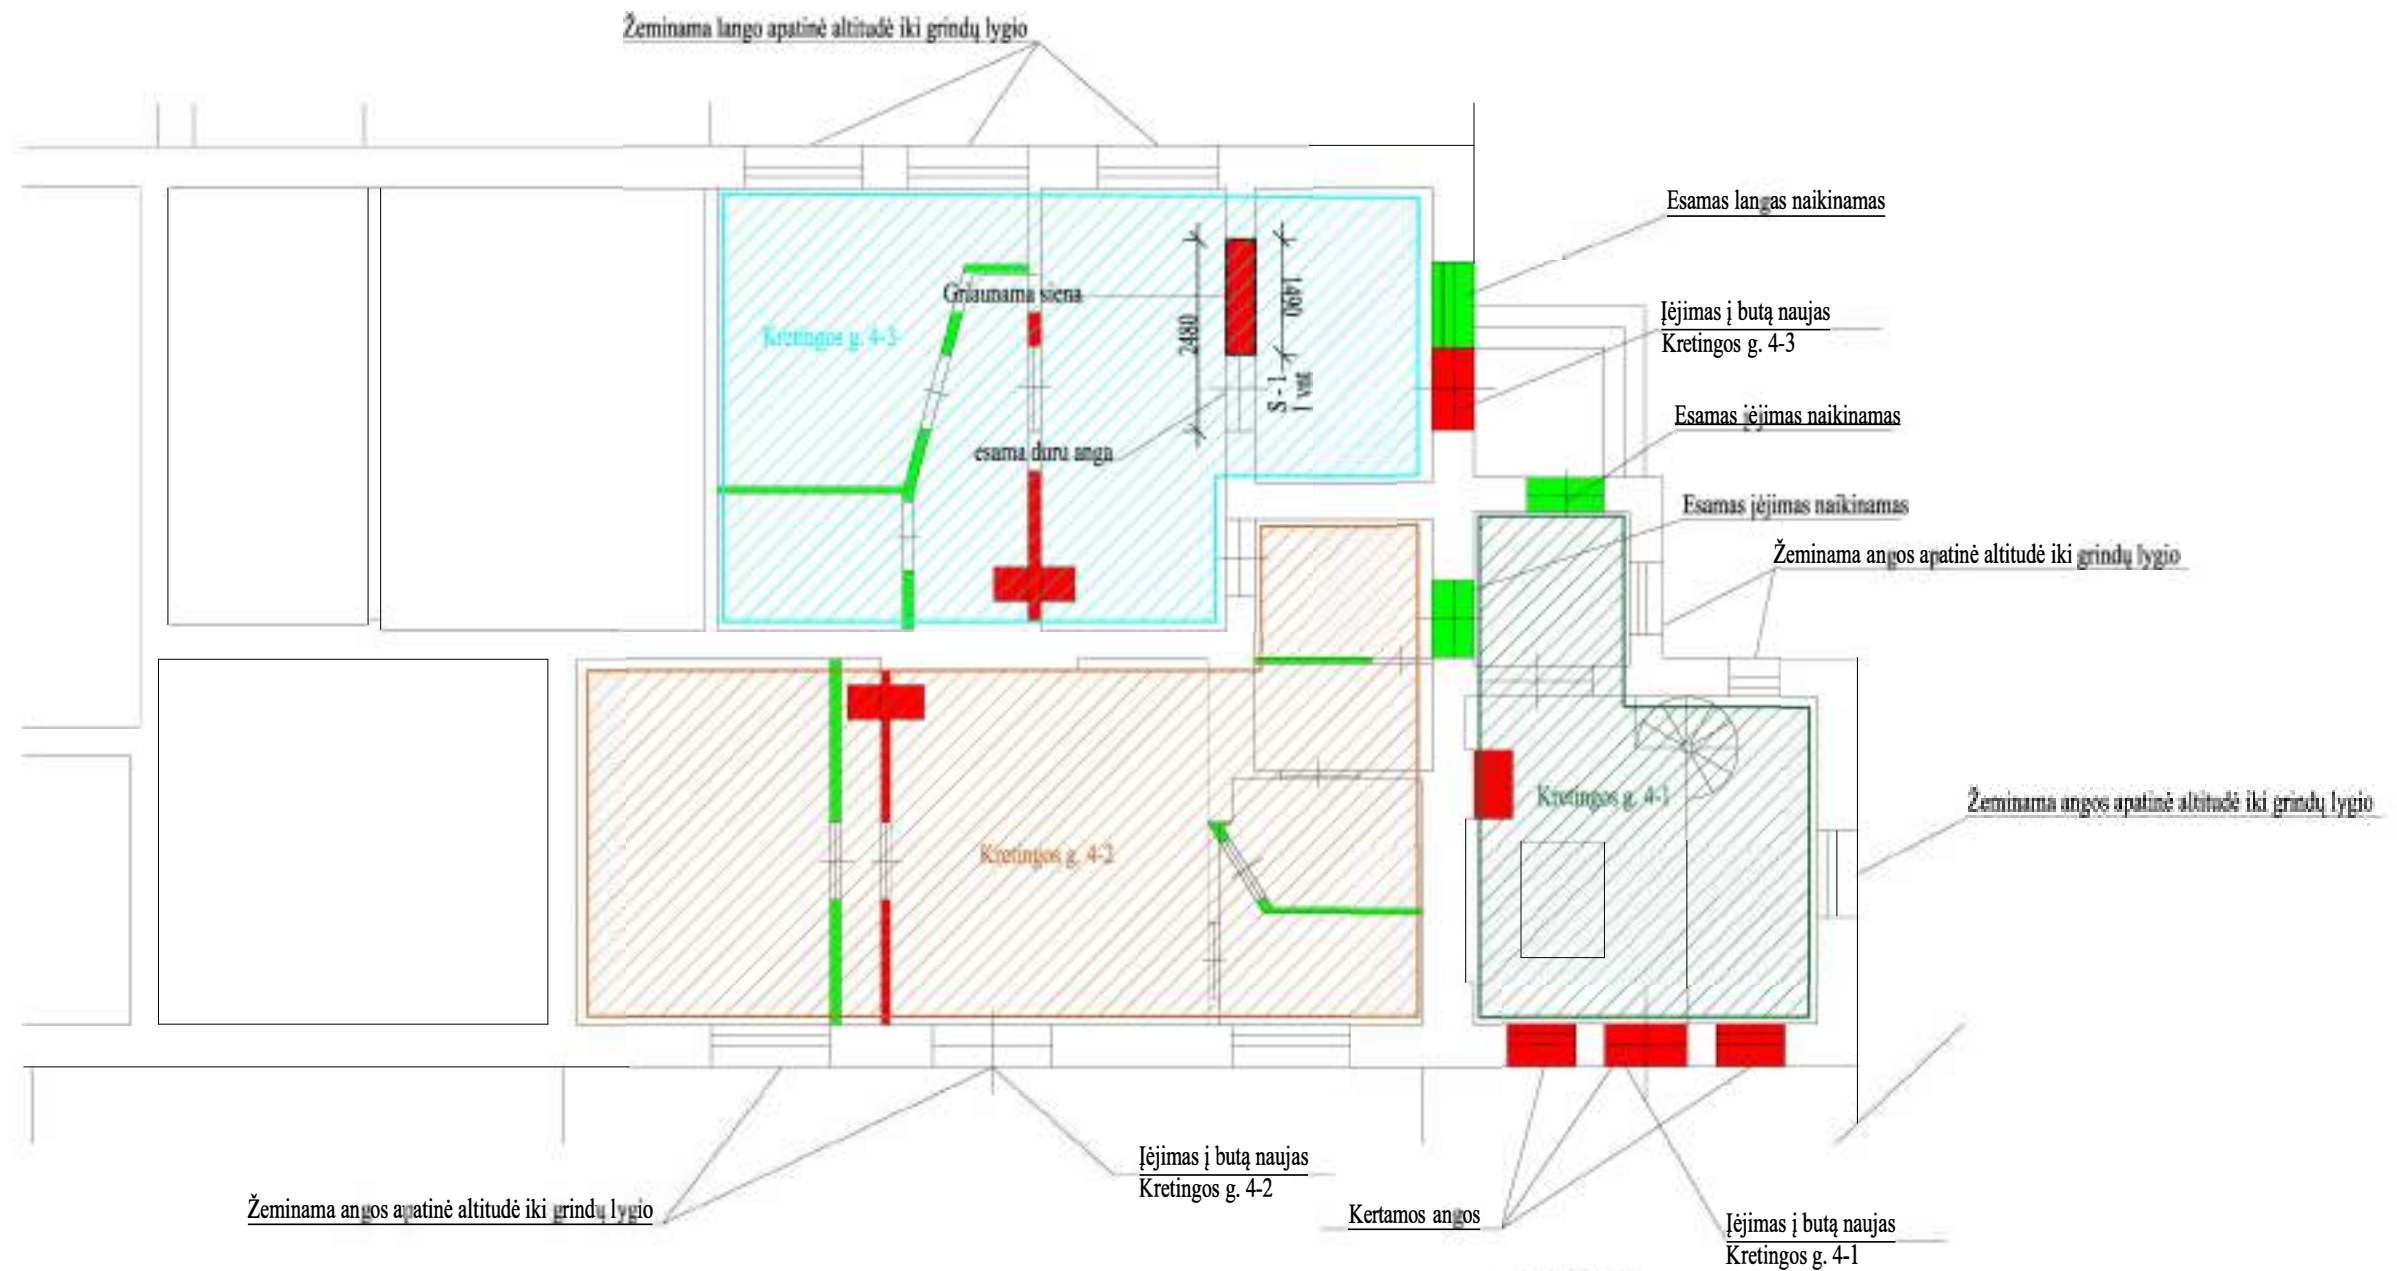 Žeminama lango apatinė altitudė iki grindų lygio
Esamas langas naikinamas
Įėjimas į butą naujas
Kretingos g. 4-3
Griaunama siena
Kretingos g. 4-3
2480
1490
S - 1
1 vnt
esama durų anga
Esamas įėjimas naikinamas
Esamas įėjimas naikinamas
Žeminama angos apatinė altitudė iki grindų lygio
Kretingos g. 4-1
Žeminama angos apatinė altitudė iki grindų lygio
Kretingos g. 4-2
Įėjimas į butą naujas
Kretingos g. 4-2
Žeminama angos apatinė altitudė iki grindų lygio
Kertamos angos
Įėjimas į butą naujas
Kretingos g. 4-1